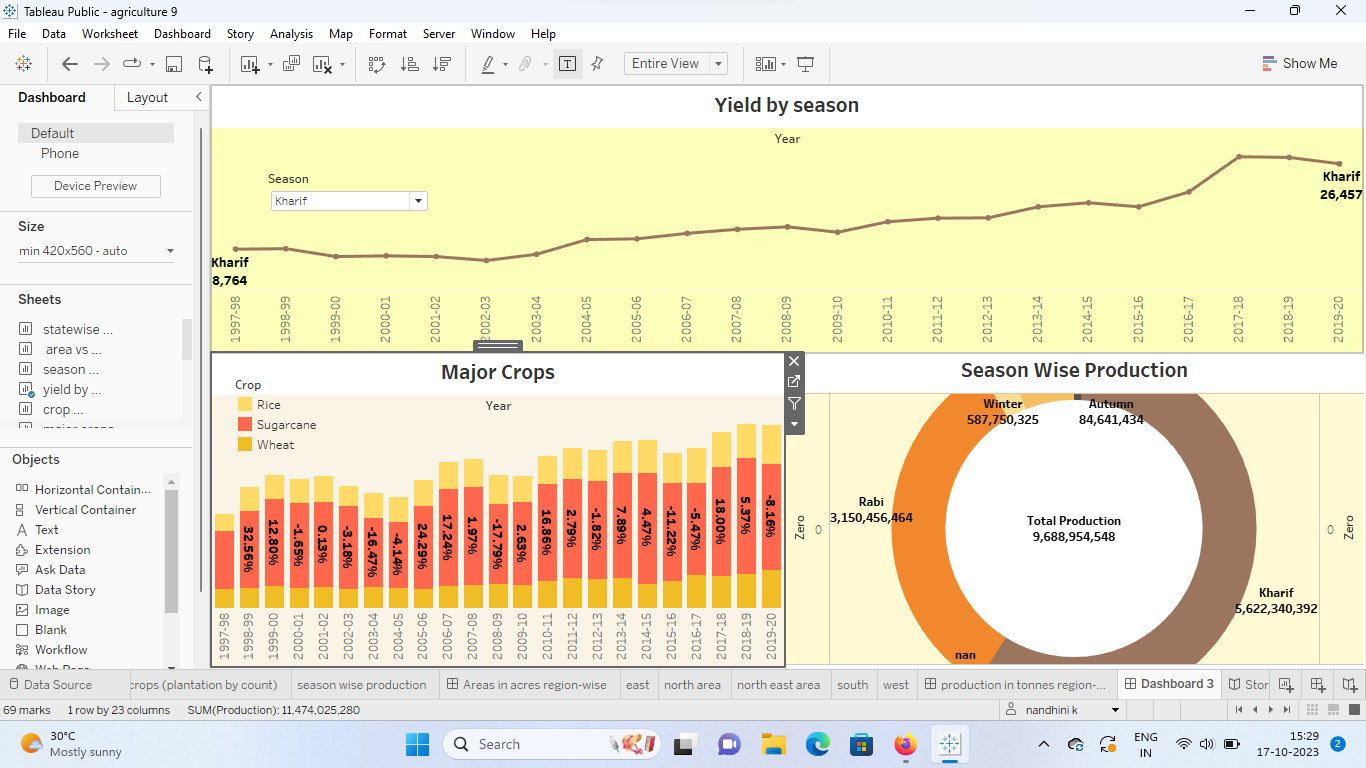 Tableau Public - agriculture 9
File Data Worksheet Dashboard Story Analysis Map Format Server Window Help
Entire View
Show Me
Dashboard Layout
Default
Phone
Device Preview
Size
min 420x560 - auto
Sheets
statewise ...
area vs ...
season ...
yield by ...
crop ...
Objects
Horizontal Contain...
Vertical Container
Text
Extension
Ask Data
Data Story
Image
Blank
Workflow
Web Page
Yield by season
Year
Season
Kharif
Kharif
8,764
Kharif
26,457
1997-98 1998-99 1999-00 2000-01 2001-02 2002-03 2003-04 2004-05 2005-06 2006-07 2007-08 2008-09 2009-10 2010-11 2011-12 2012-13 2013-14 2014-15 2015-16 2016-17 2017-18 2018-19 2019-20
Major Crops
Crop
Rice
Sugarcane
Wheat
Year
32.56% 12.80% -1.65% 0.13% -3.18% -16.47% -4.14% 24.29% 17.24% 1.97% -17.79% 2.63% 16.86% 2.79% -1.82% 7.89% 4.47% -11.22% -5.47% 18.00% 5.37% -8.16%
1997-98 1998-99 1999-00 2000-01 2001-02 2002-03 2003-04 2004-05 2005-06 2006-07 2007-08 2008-09 2009-10 2010-11 2011-12 2012-13 2013-14 2014-15 2015-16 2016-17 2017-18 2018-19 2019-20
Season Wise Production
Winter
587,750,325
Autumn
84,641,434
Rabi
3,150,456,464
Total Production
9,688,954,548
Kharif
5,622,340,392
nan
Zero
0
0
Zero
Data Source crops (plantation by count) season wise production Areas in acres region-wise east north area north east area south west production in tonnes region-... Dashboard 3 Stor
69 marks 1 row by 23 columns SUM(Production): 11,474,025,280
nandhini k
30°C
Mostly sunny
Search
ENG
IN
15:29
17-10-2023
2